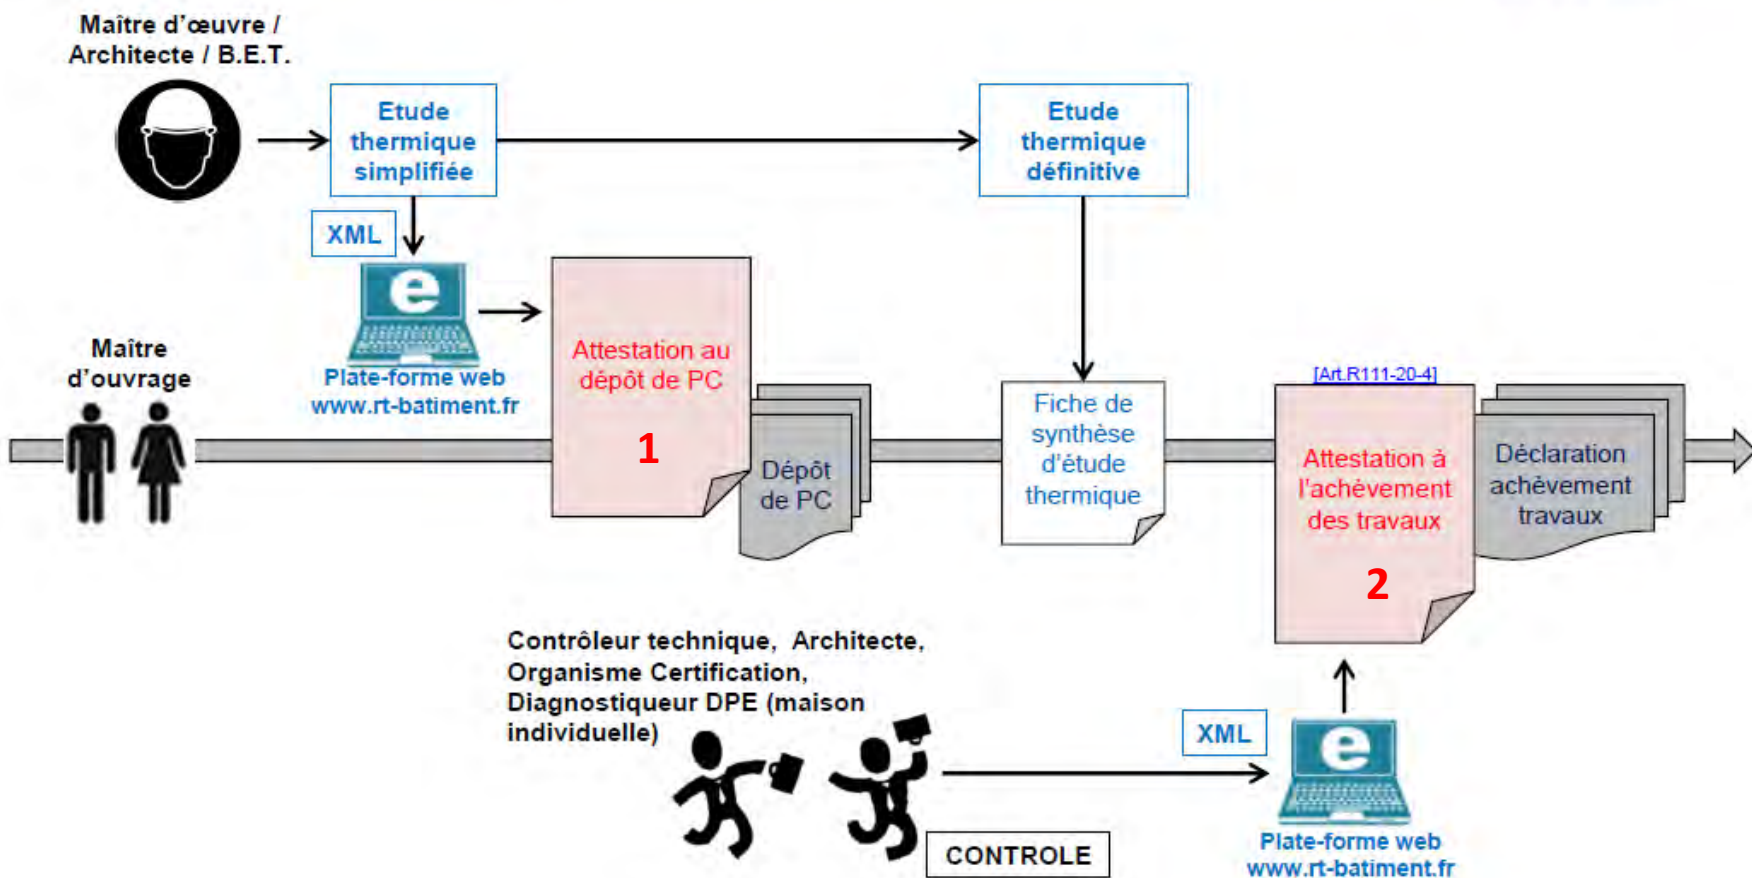 Maître d'œuvre /
Architecte / B.E.T.
Etude
thermique
simplifiée
Etude
thermique
définitive
XML
Plate-forme web
www.rt-batiment.fr
Maître
d'ouvrage
Attestation au
dépôt de PC
1
Dépôt
de PC
Fiche de
synthèse
d'étude
thermique
[Art.R111-20-4]
Attestation à
l'achèvement
des travaux
2
Déclaration
achèvement
travaux
Contrôleur technique, Architecte,
Organisme Certification,
Diagnostiqueur DPE (maison
individuelle)
CONTROLE
XML
Plate-forme web
www.rt-batiment.fr